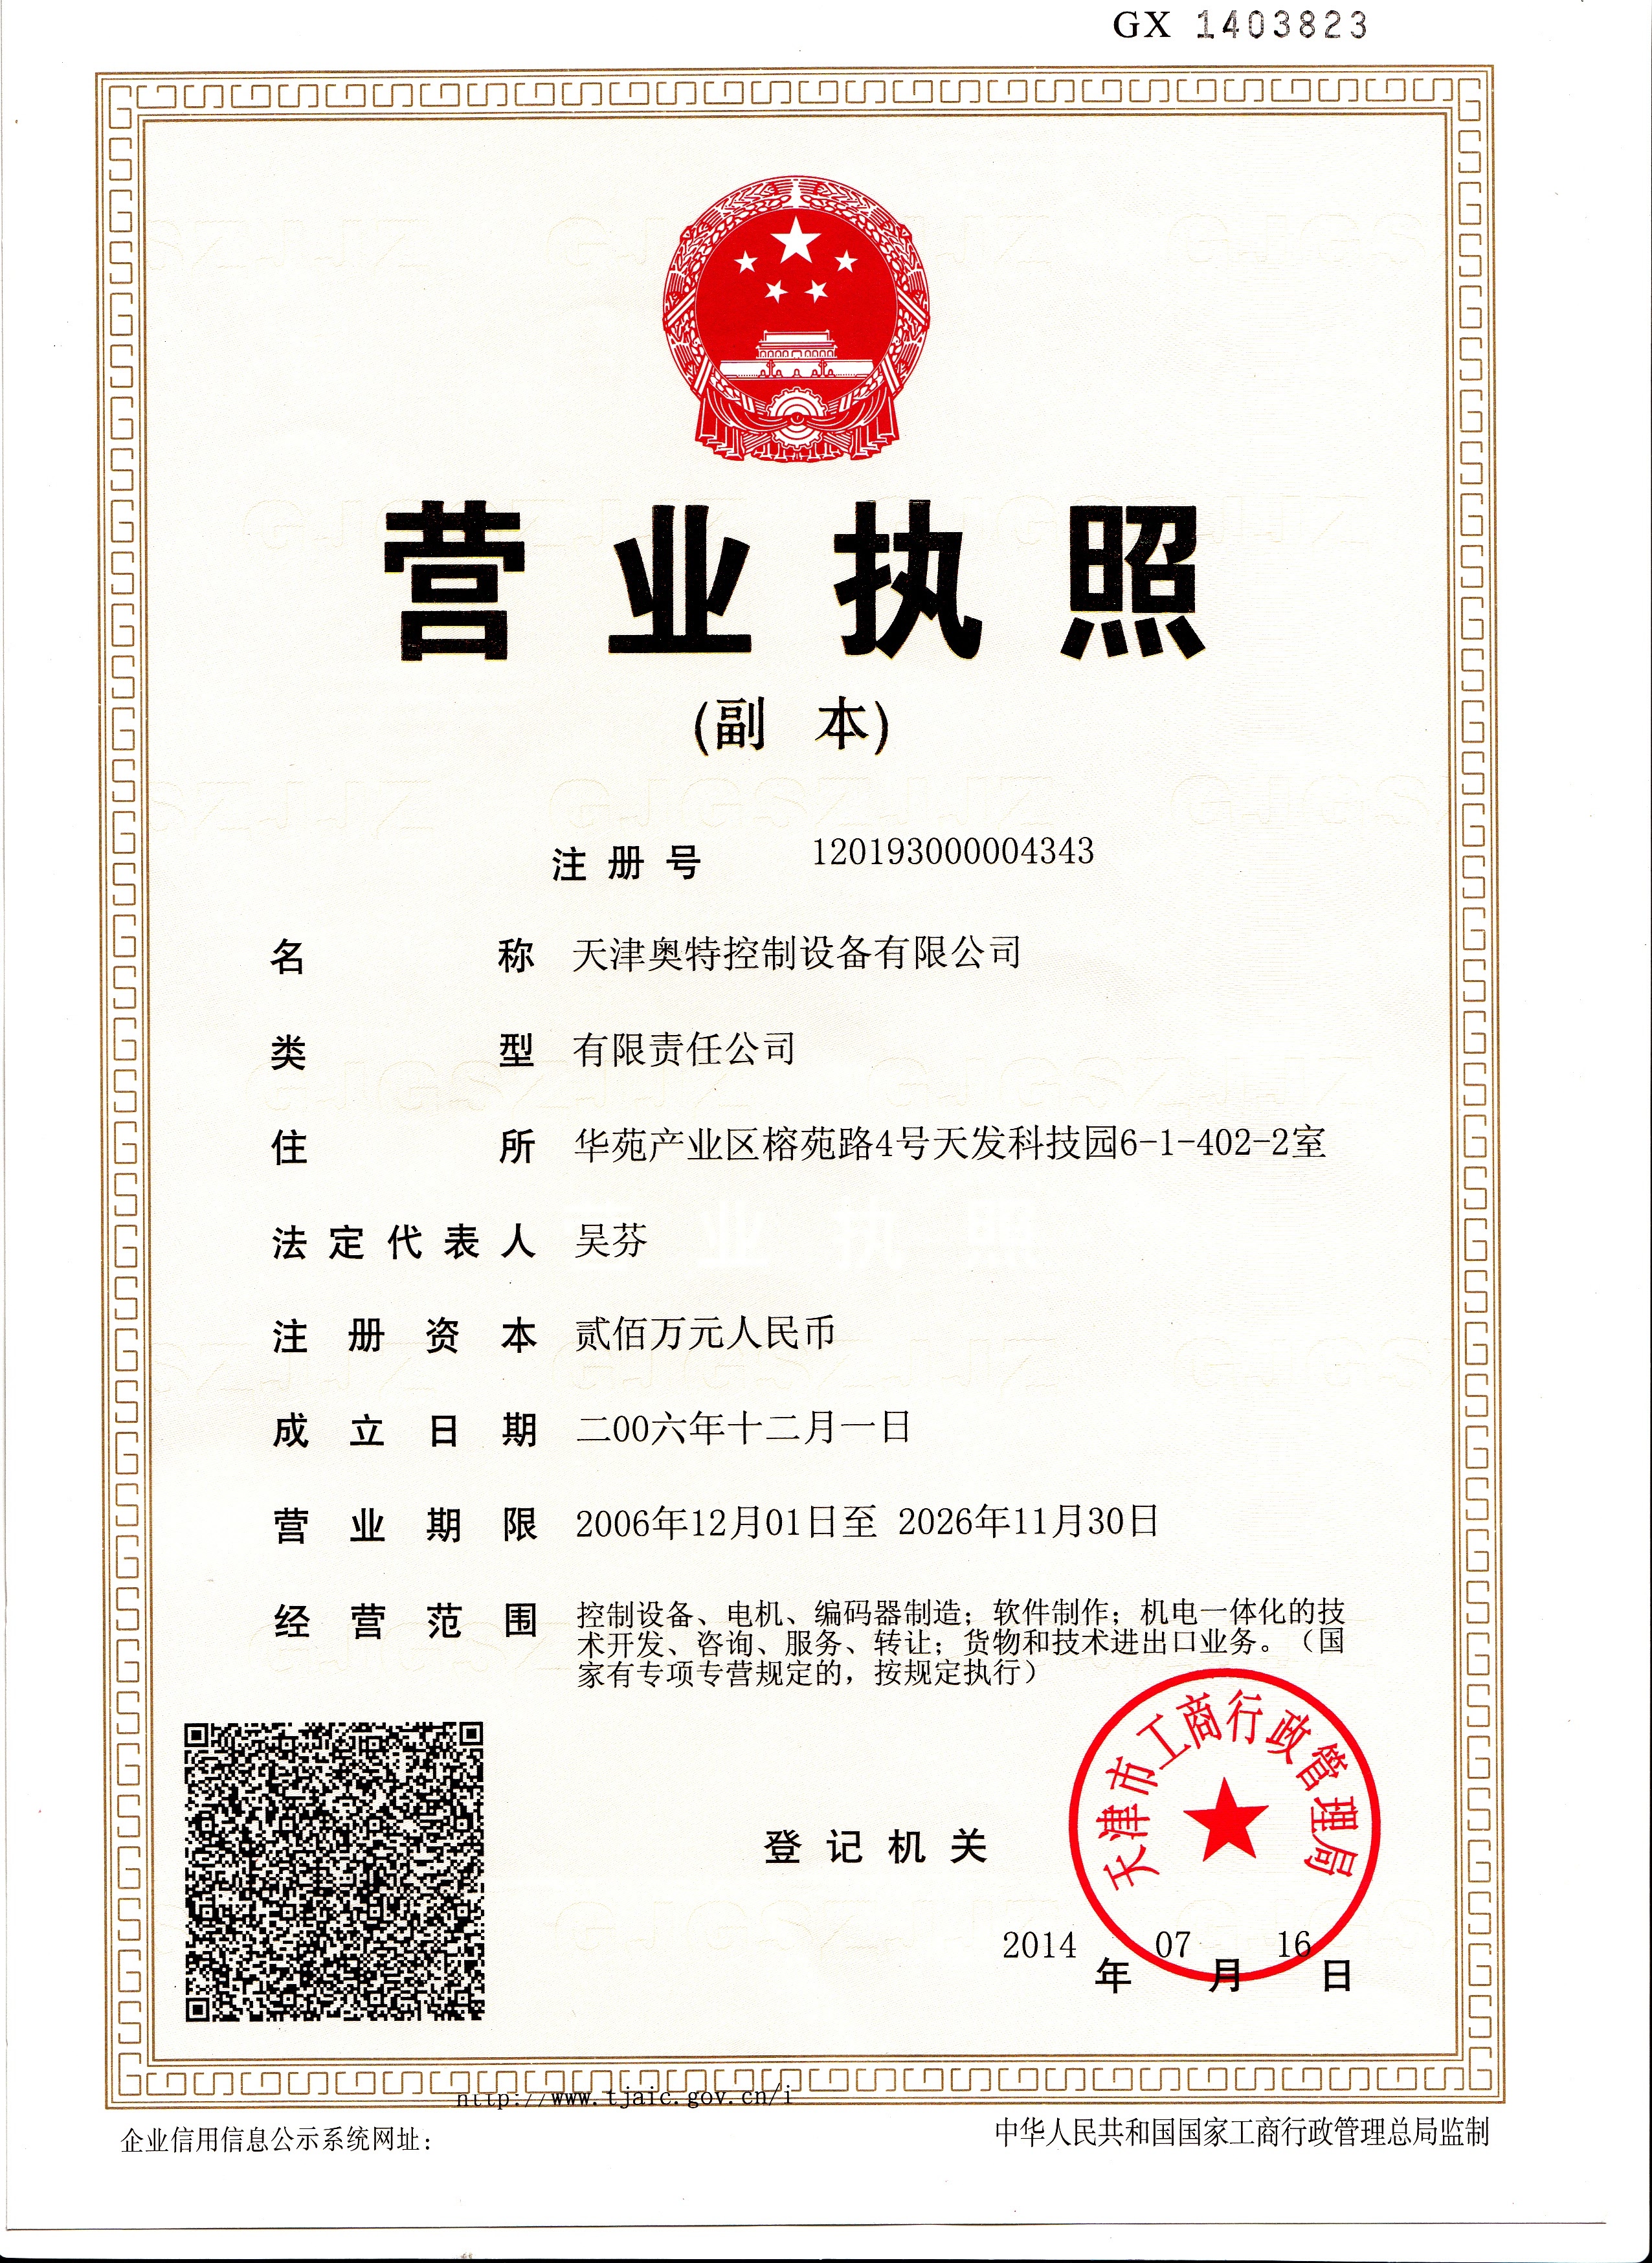 GX 1403823
营业执照
(副 本)
注册号 120193000004343
名称 天津奥特控制设备有限公司
类型 有限责任公司
住所 华苑产业区榕苑路4号天发科技园6-1-402-2室
法定代表人 吴芬
注册资本 贰佰万元人民币
成立日期 二00六年十二月一日
营业期限 2006年12月01日至 2026年11月30日
经营范围 控制设备、电机、编码器制造；软件制作；机电一体化的技
术开发、咨询、服务、转让；货物和技术进出口业务。（国
家有专项专营规定的，按规定执行）
天津市工商行政管理局
登记机关
2014年07月16日
http://www.tjaic.gov.cn/i
企业信用信息公示系统网址：
中华人民共和国国家工商行政管理总局监制